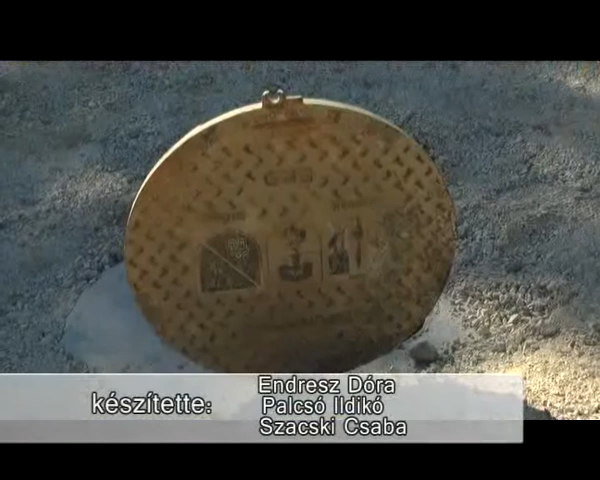 készítette:
Endresz Dóra
Palcsó Ildikó
Szacski Csaba